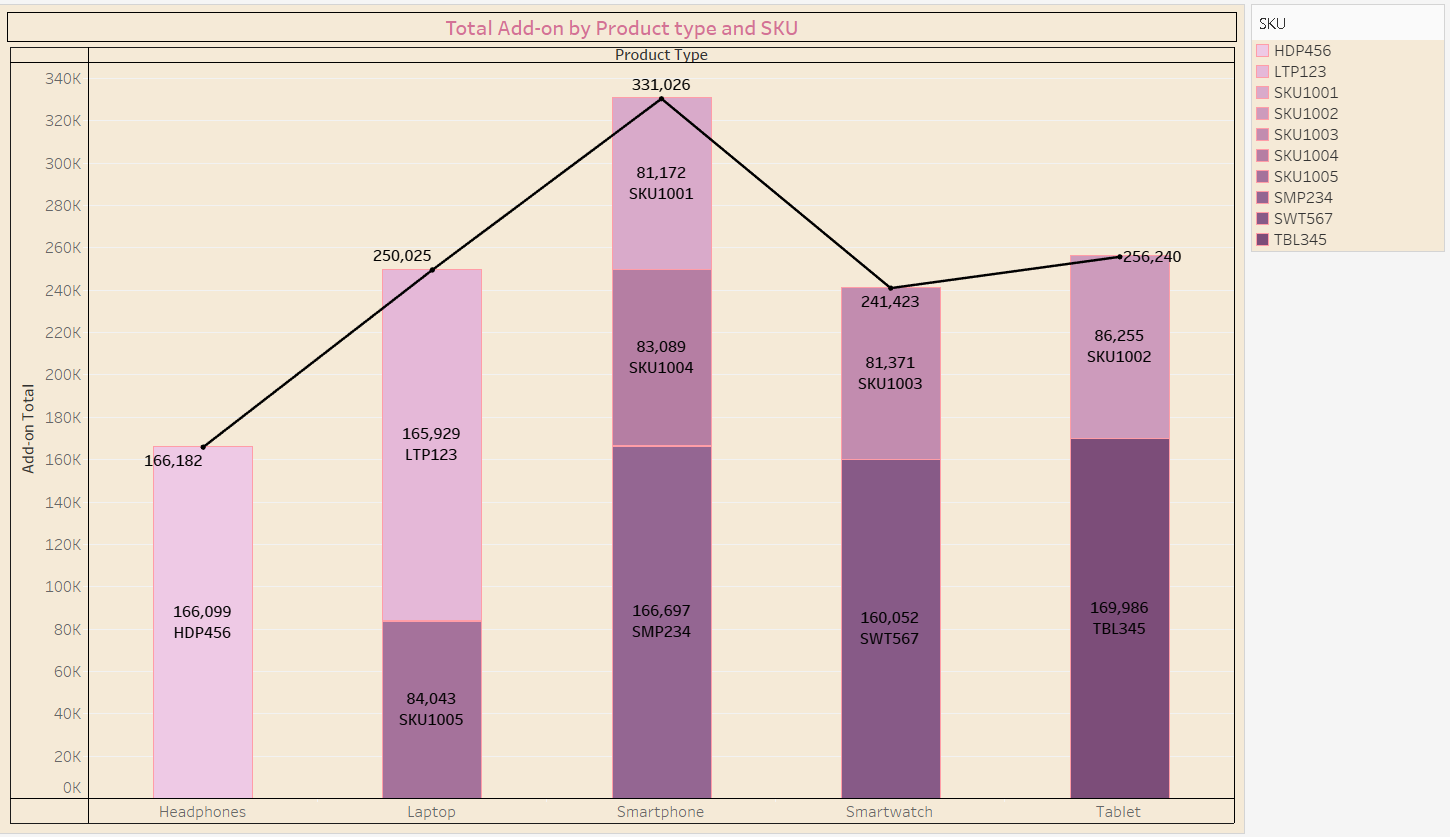 Total Add-on by Product type and SKU
Product Type
340K
320K
300K
280K
260K
240K
220K
200K
180K
160K
140K
120K
100K
80K
60K
40K
20K
0K
Add-on Total
166,182
166,099
HDP456
250,025
165,929
LTP123
84,043
SKU1005
331,026
81,172
SKU1001
83,089
SKU1004
166,697
SMP234
241,423
81,371
SKU1003
160,052
SWT567
256,240
86,255
SKU1002
169,986
TBL345
Headphones
Laptop
Smartphone
Smartwatch
Tablet
SKU
HDP456
LTP123
SKU1001
SKU1002
SKU1003
SKU1004
SKU1005
SMP234
SWT567
TBL345